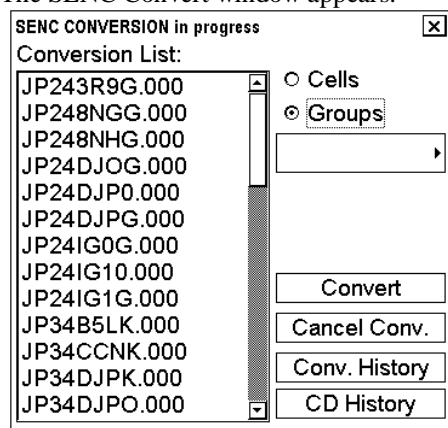 The SENC Convert window appears.
SENC CONVERSION in progress
Conversion List:
JP243R9G.000
JP248NGG.000
JP248NHG.000
JP24DJOG.000
JP24DJP0.000
JP24DJPG.000
JP24IG0G.000
JP24IG10.000
JP24IG1G.000
JP34B5LK.000
JP34CCNK.000
JP34DJPK.000
JP34DJPO.000
Cells
Groups
Convert
Cancel Conv.
Conv. History
CD History